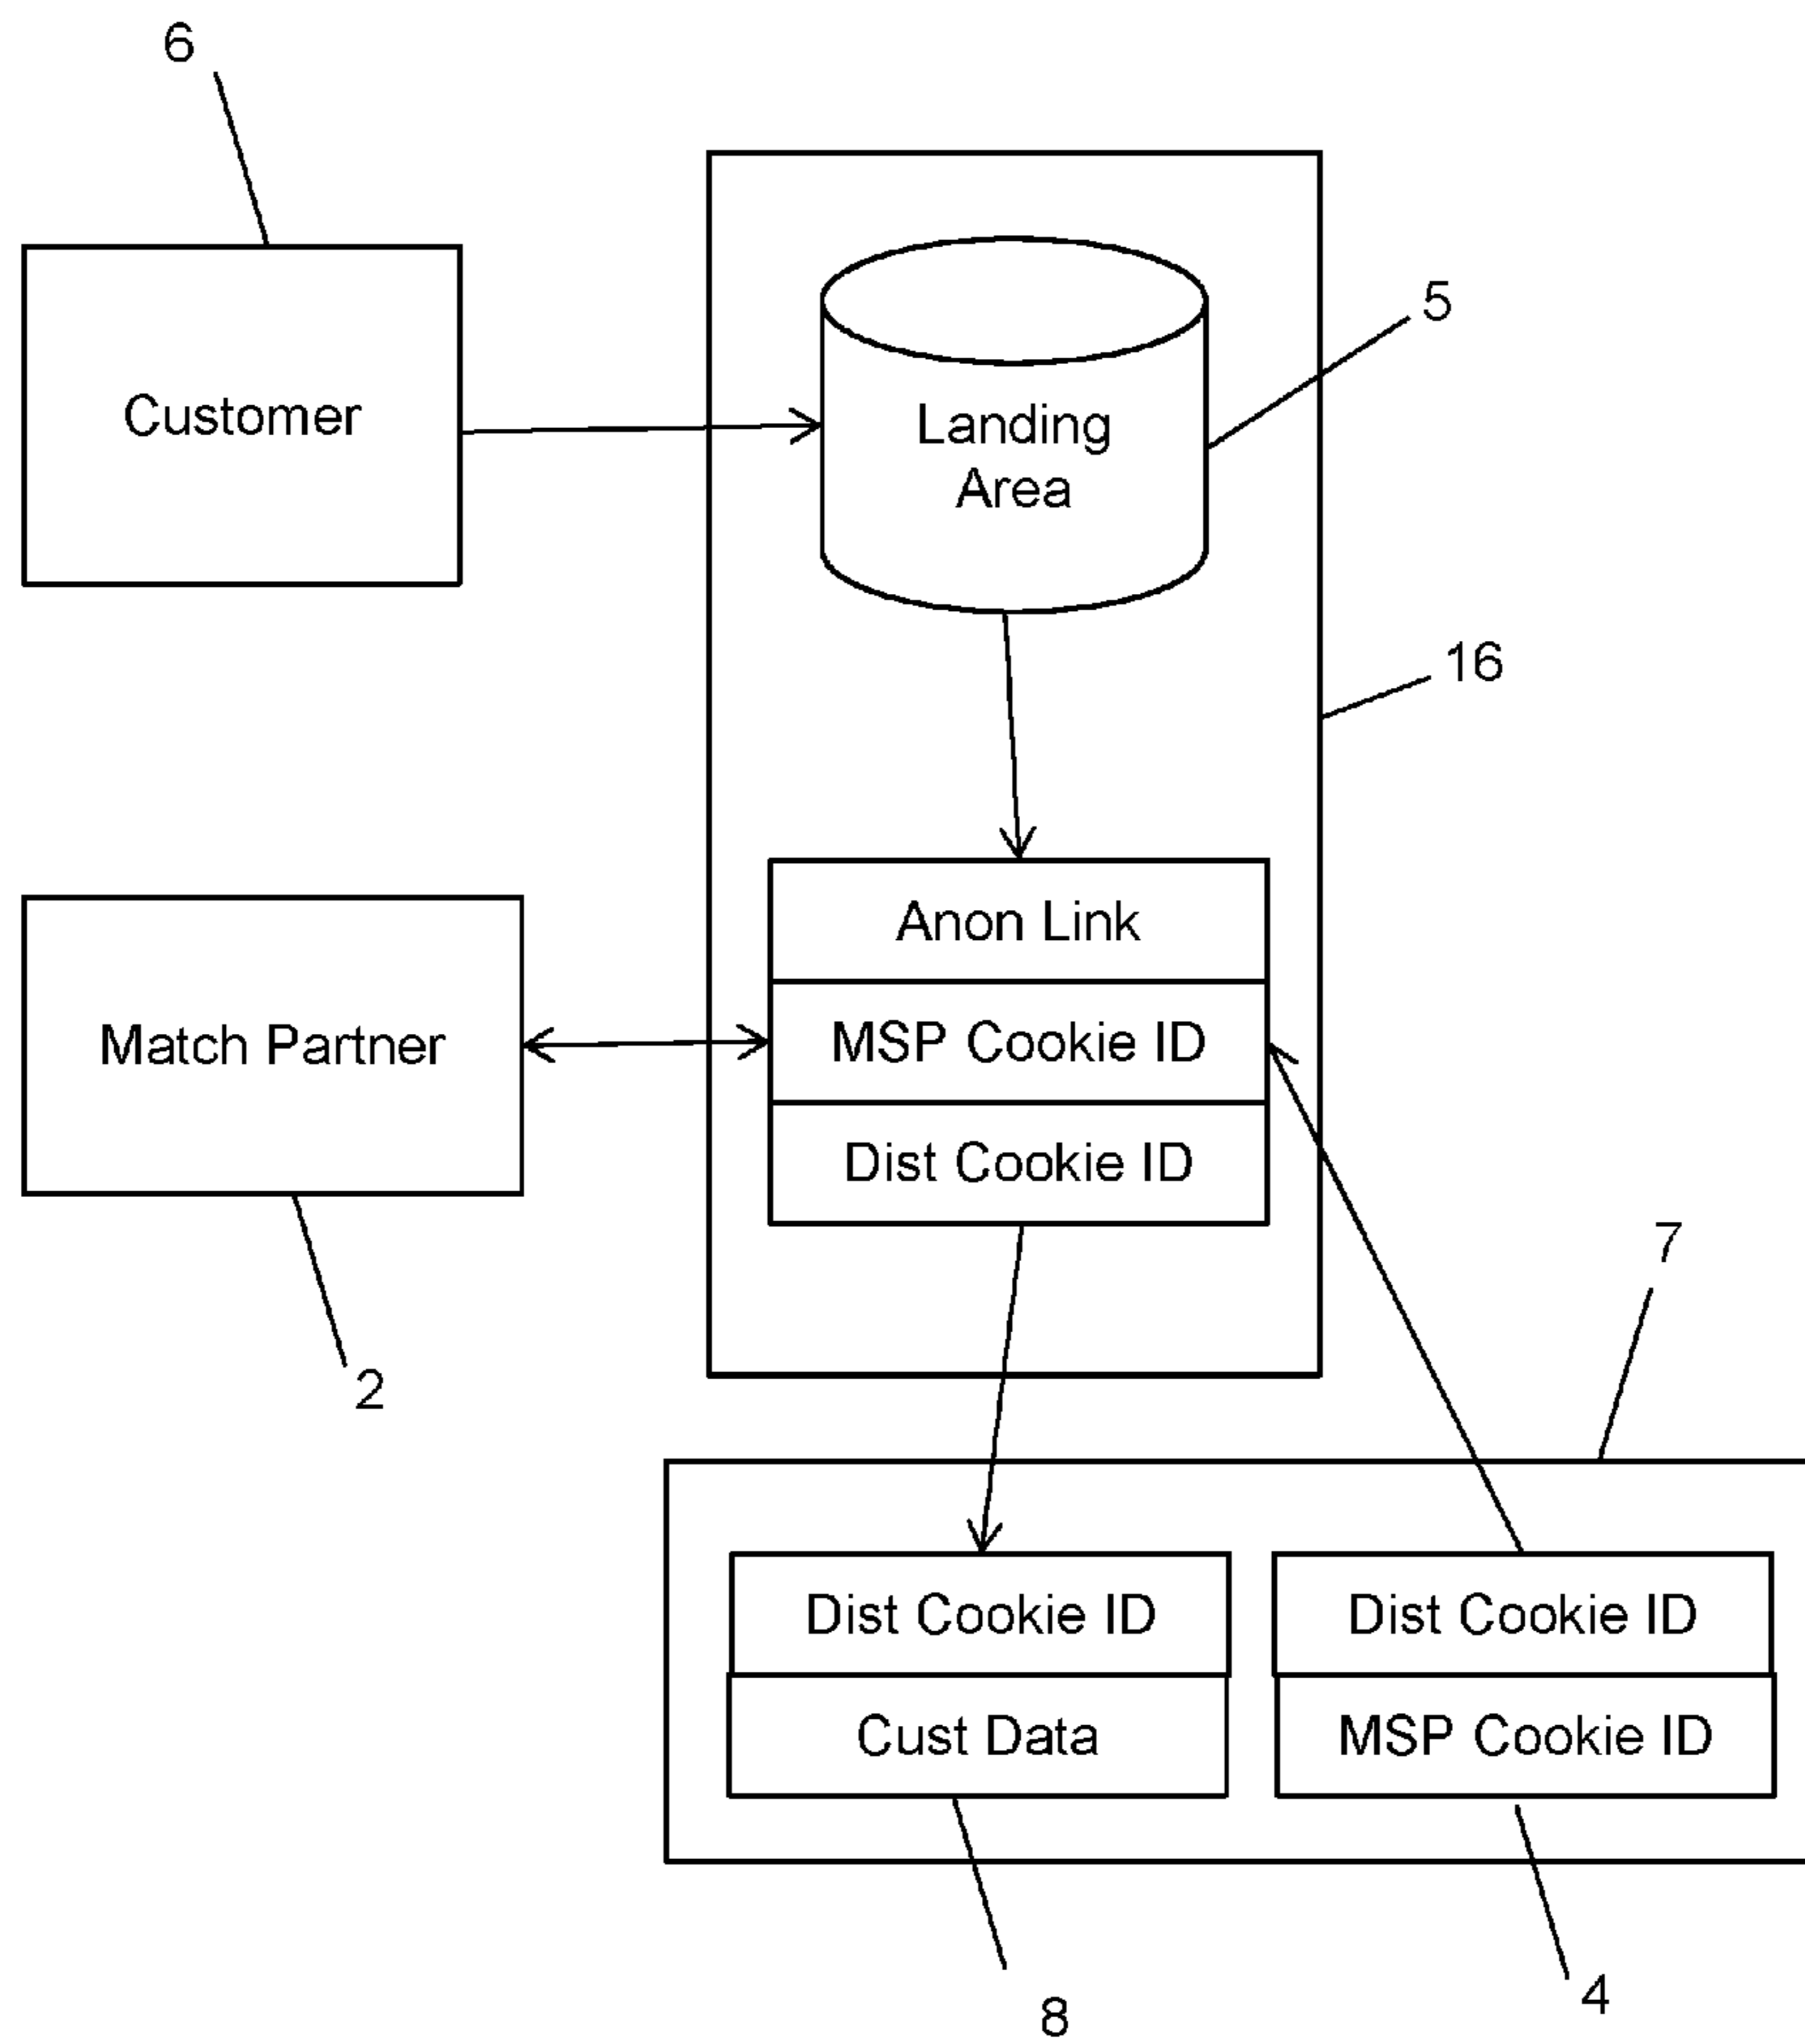 6
Customer
Landing
Area
5
16
Anon Link
MSP Cookie ID
Dist Cookie ID
Match Partner
2
7
Dist Cookie ID
Cust Data
Dist Cookie ID
MSP Cookie ID
8
4